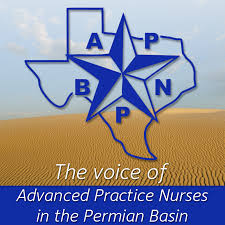 A P
B N
P
The voice of
Advanced Practice Nurses
in the Permian Basin